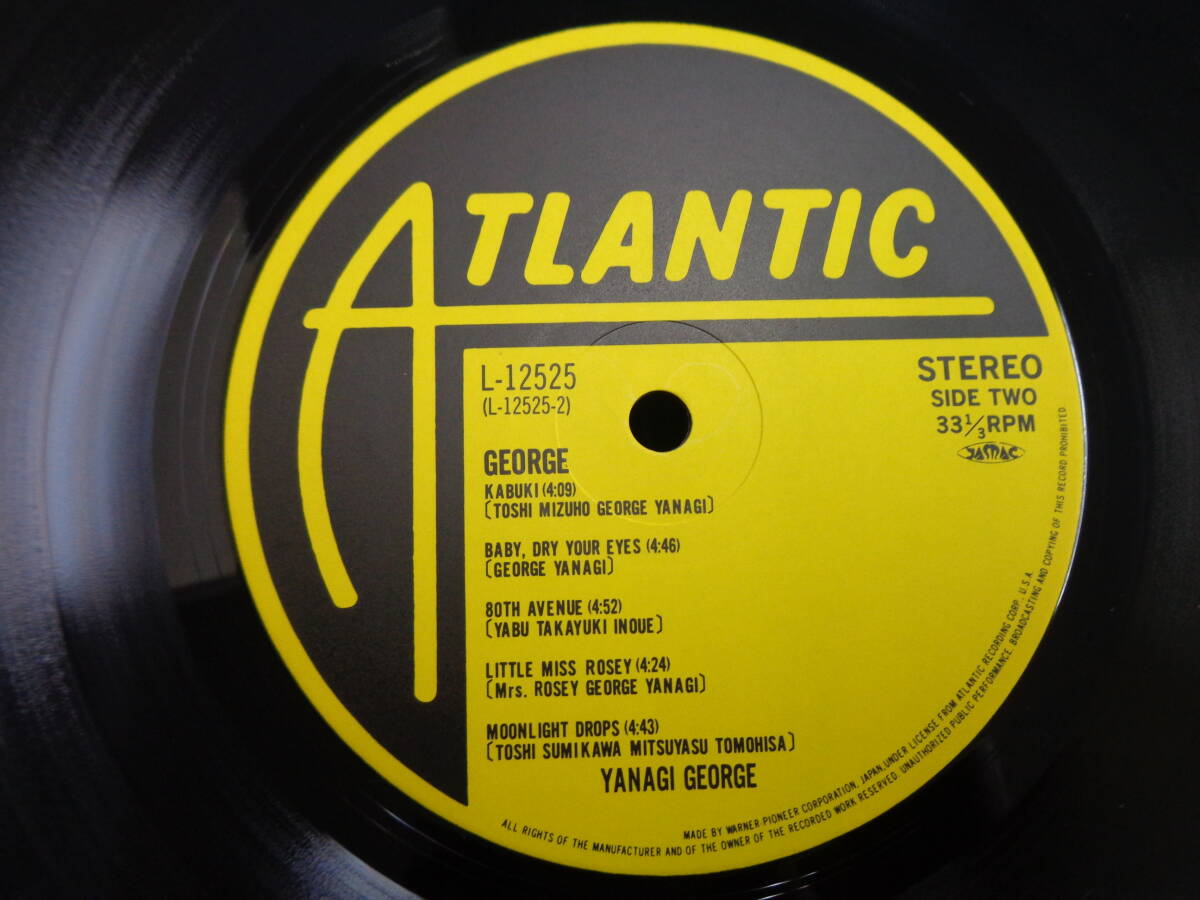 ATLANTIC
L-12525
(L-12525-2)
STEREO
SIDE TWO
33⅓RPM
JASRAC
GEORGE
KABUKI (4:09)
(TOSHI MIZUHO GEORGE YANAGI)
BABY, DRY YOUR EYES (4:46)
(GEORGE YANAGI)
80TH AVENUE (4:52)
(YABU TAKAYUKI INOUE)
LITTLE MISS ROSEY (4:24)
(Mrs. ROSEY GEORGE YANAGI)
MOONLIGHT DROPS (4:43)
(TOSHI SUMIKAWA MITSUYASU TOMOHISA)
YANAGI GEORGE
MADE BY WARNER-PIONEER CORPORATION, JAPAN, UNDER LICENSE FROM ATLANTIC RECORDING CORP., U.S.A.
ALL RIGHTS OF THE MANUFACTURER AND OF THE OWNER OF THE RECORDED WORK RESERVED. UNAUTHORIZED PUBLIC PERFORMANCE, BROADCASTING AND COPYING OF THIS RECORD PROHIBITED